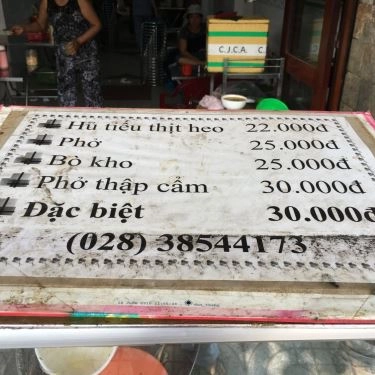 C.J.C.A. C.
Hủ tiếu thịt heo 22.000đ
Phở 25.000đ
Bò kho 25.000đ
Phở thập cẩm 30.000đ
Đặc biệt 30.000đ
(028) 38544173